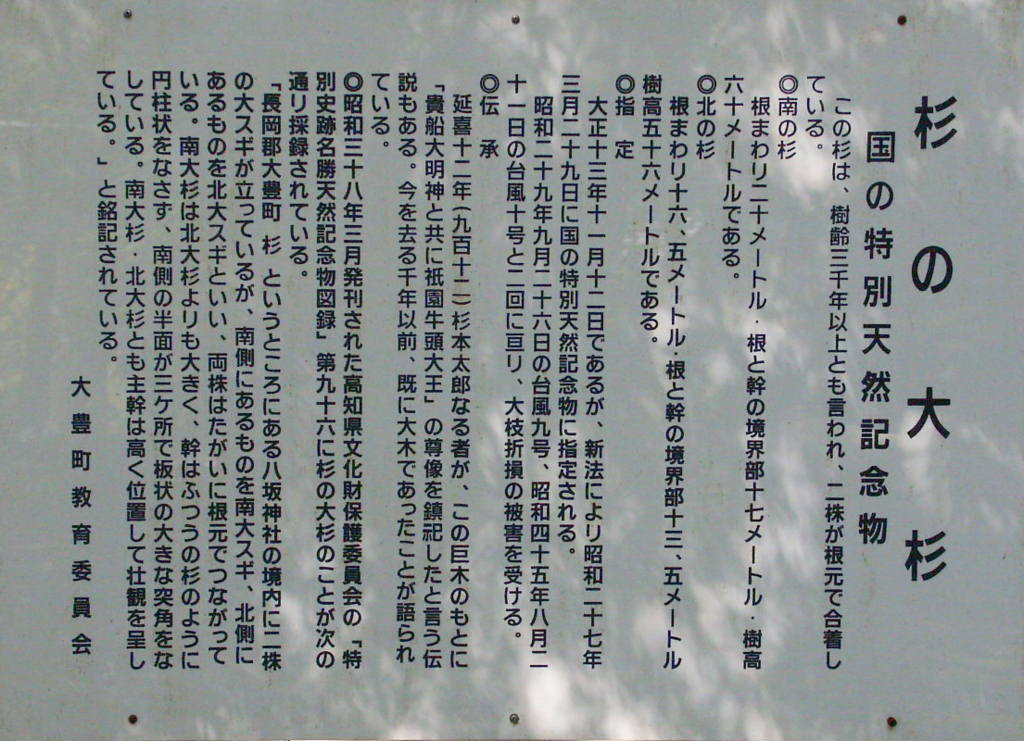 杉の大杉
国の特別天然記念物
この杉は、樹齢三千年以上とも言われ、二株が根元で合着し
ている。
◎南の杉
根まわり二十メートル・根と幹の境界部十七メートル・樹高
六十メートルである。
◎北の杉
根まわり十六、五メートル・根と幹の境界部十三、五メートル
樹高五十六メートルである。
◎指 定
大正十三年十一月十二日であるが、新法により昭和二十七年
三月二十九日に国の特別天然記念物に指定される。
昭和二十九年九月二十六日の台風九号、昭和四十五年八月二
十一日の台風十号と二回に亘り、大枝折損の被害を受ける。
◎伝 承
延喜十二年(九百十二)杉本太郎なる者が、この巨木のもとに
「貴船大明神と共に祇園牛頭大王」の尊像を鎮祀したと言う伝
説もある。今を去る千年以前、既に大木であったことが語られ
ている。
◎昭和三十八年三月発刊された高知県文化財保護委員会の「特
別史跡名勝天然記念物図録」第九十六に杉の大杉のことが次の
通り採録されている。
「長岡郡大豊町 杉 というところにある八坂神社の境内に二株
の大スギが立っているが、南側にあるものを南大スギ、北側に
あるものを北大スギといい、両株はたがいに根元でつながって
いる。南大杉は北大杉よりも大きく、幹はふつうの杉のように
円柱状をなさず、南側の半面が三ケ所で板状の大きな突角をな
している。南大杉・北大杉とも主幹は高く位置して壮観を呈し
ている。」と銘記されている。
大豊町教育委員会